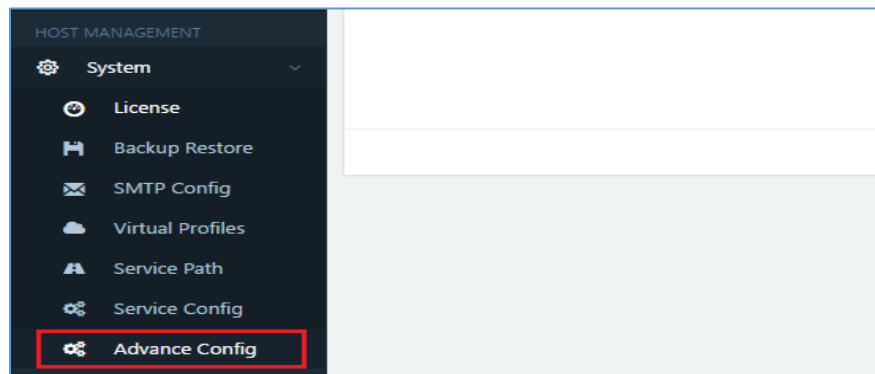 HOST MANAGEMENT
System
License
Backup Restore
SMTP Config
Virtual Profiles
Service Path
Service Config
Advance Config